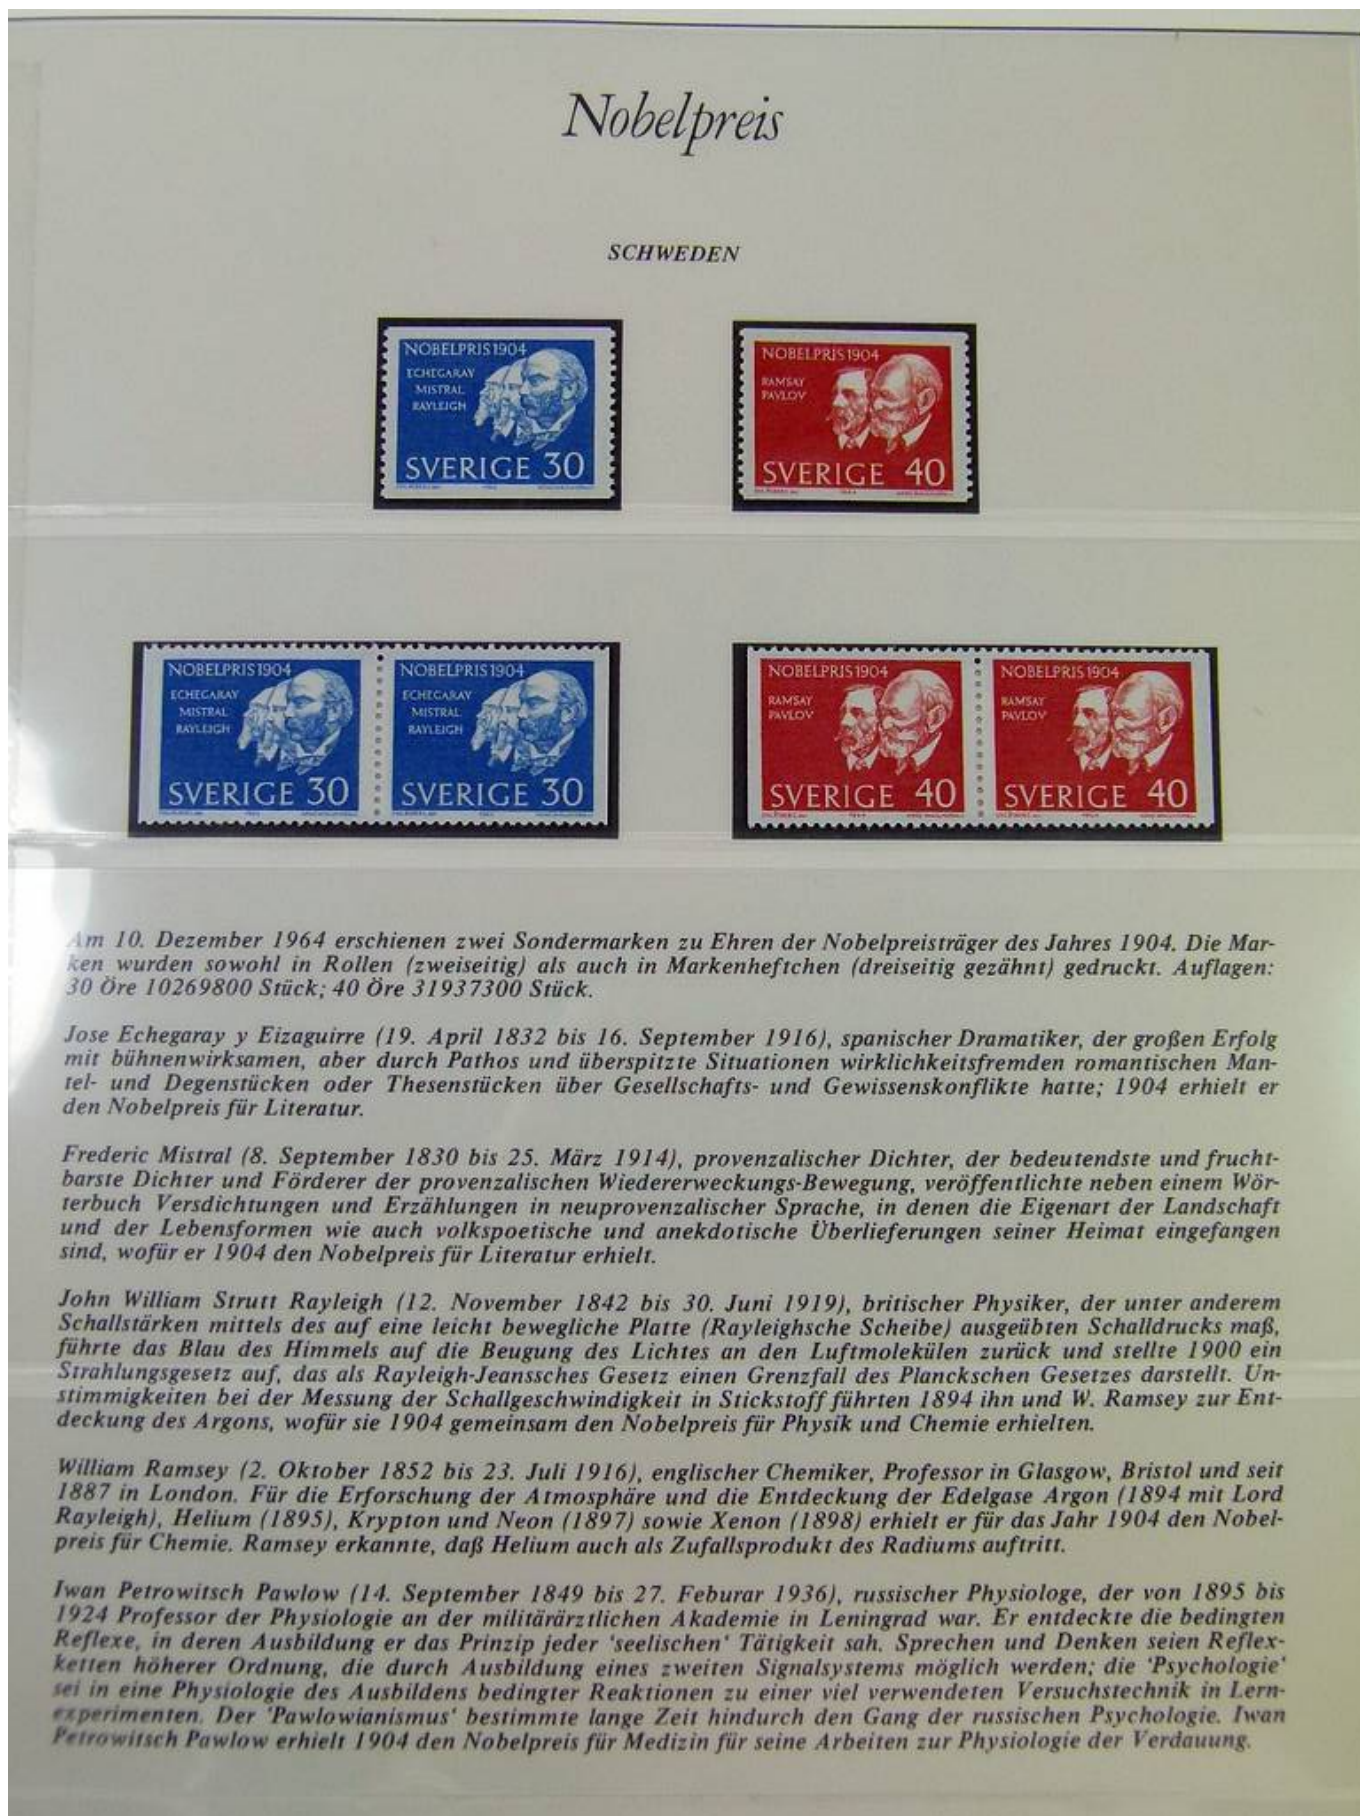 Nobelpreis
SCHWEDEN
NOBELPRIS 1904
ECHEGARAY
MISTRAL
RAYLEIGH
SVERIGE 30
NOBELPRIS 1904
RAMSAY
PAVLOV
SVERIGE 40
NOBELPRIS 1904
ECHEGARAY
MISTRAL
RAYLEIGH
SVERIGE 30
NOBELPRIS 1904
ECHEGARAY
MISTRAL
RAYLEIGH
SVERIGE 30
NOBELPRIS 1904
RAMSAY
PAVLOV
SVERIGE 40
NOBELPRIS 1904
RAMSAY
PAVLOV
SVERIGE 40
Am 10. Dezember 1964 erschienen zwei Sondermarken zu Ehren der Nobelpreisträger des Jahres 1904. Die Mar-
ken wurden sowohl in Rollen (zweiseitig) als auch in Markenheftchen (dreiseitig gezähnt) gedruckt. Auflagen:
30 Öre 10269800 Stück; 40 Öre 31937300 Stück.
Jose Echegaray y Eizaguirre (19. April 1832 bis 16. September 1916), spanischer Dramatiker, der großen Erfolg
mit bühnenwirksamen, aber durch Pathos und überspitzte Situationen wirklichkeitsfremden romantischen Man-
tel- und Degenstücken oder Thesenstücken über Gesellschafts- und Gewissenskonflikte hatte; 1904 erhielt er
den Nobelpreis für Literatur.
Frederic Mistral (8. September 1830 bis 25. März 1914), provenzalischer Dichter, der bedeutendste und frucht-
barste Dichter und Förderer der provenzalischen Wiedererweckungs-Bewegung, veröffentlichte neben einem Wör-
terbuch Versdichtungen und Erzählungen in neuprovenzalischer Sprache, in denen die Eigenart der Landschaft
und der Lebensformen wie auch volkspoetische und anekdotische Überlieferungen seiner Heimat eingefangen
sind, wofür er 1904 den Nobelpreis für Literatur erhielt.
John William Strutt Rayleigh (12. November 1842 bis 30. Juni 1919), britischer Physiker, der unter anderem
Schallstärken mittels des auf eine leicht bewegliche Platte (Rayleighsche Scheibe) ausgeübten Schalldrucks maß,
führte das Blau des Himmels auf die Beugung des Lichtes an den Luftmolekülen zurück und stellte 1900 ein
Strahlungsgesetz auf, das als Rayleigh-Jeanssches Gesetz einen Grenzfall des Planckschen Gesetzes darstellt. Un-
stimmigkeiten bei der Messung der Schallgeschwindigkeit in Stickstoff führten 1894 ihn und W. Ramsey zur Ent-
deckung des Argons, wofür sie 1904 gemeinsam den Nobelpreis für Physik und Chemie erhielten.
William Ramsey (2. Oktober 1852 bis 23. Juli 1916), englischer Chemiker, Professor in Glasgow, Bristol und seit
1887 in London. Für die Erforschung der Atmosphäre und die Entdeckung der Edelgase Argon (1894 mit Lord
Rayleigh), Helium (1895), Krypton und Neon (1897) sowie Xenon (1898) erhielt er für das Jahr 1904 den Nobel-
preis für Chemie. Ramsey erkannte, daß Helium auch als Zufallsprodukt des Radiums auftritt.
Iwan Petrowitsch Pawlow (14. September 1849 bis 27. Feburar 1936), russischer Physiologe, der von 1895 bis
1924 Professor der Physiologie an der militärärztlichen Akademie in Leningrad war. Er entdeckte die bedingten
Reflexe, in deren Ausbildung er das Prinzip jeder 'seelischen' Tätigkeit sah. Sprechen und Denken seien Reflex-
ketten höherer Ordnung, die durch Ausbildung eines zweiten Signalsystems möglich werden; die 'Psychologie'
sei in eine Physiologie des Ausbildens bedingter Reaktionen zu einer viel verwendeten Versuchstechnik in Lern-
experimenten. Der 'Pawlowianismus' bestimmte lange Zeit hindurch den Gang der russischen Psychologie. Iwan
Petrowitsch Pawlow erhielt 1904 den Nobelpreis für Medizin für seine Arbeiten zur Physiologie der Verdauung.